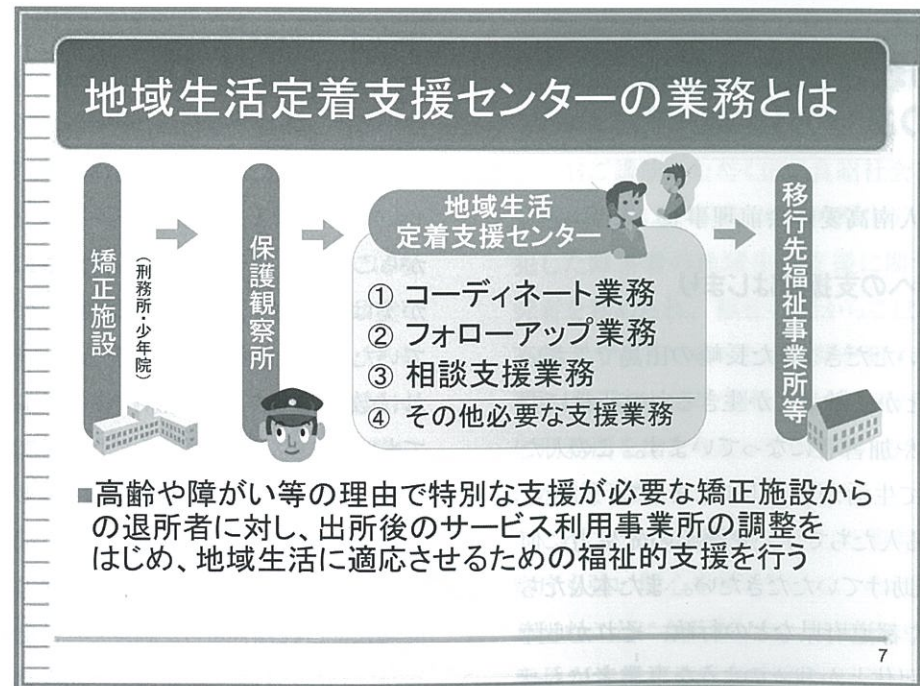 地域生活定着支援センターの業務とは
矯正施設
（刑務所・少年院）
保護観察所
地域生活
定着支援センター
① コーディネート業務
② フォローアップ業務
③ 相談支援業務
④ その他必要な支援業務
移行先福祉事業所等
■高齢や障がい等の理由で特別な支援が必要な矯正施設から
の退所者に対し、出所後のサービス利用事業所の調整を
はじめ、地域生活に適応させるための福祉的支援を行う
7